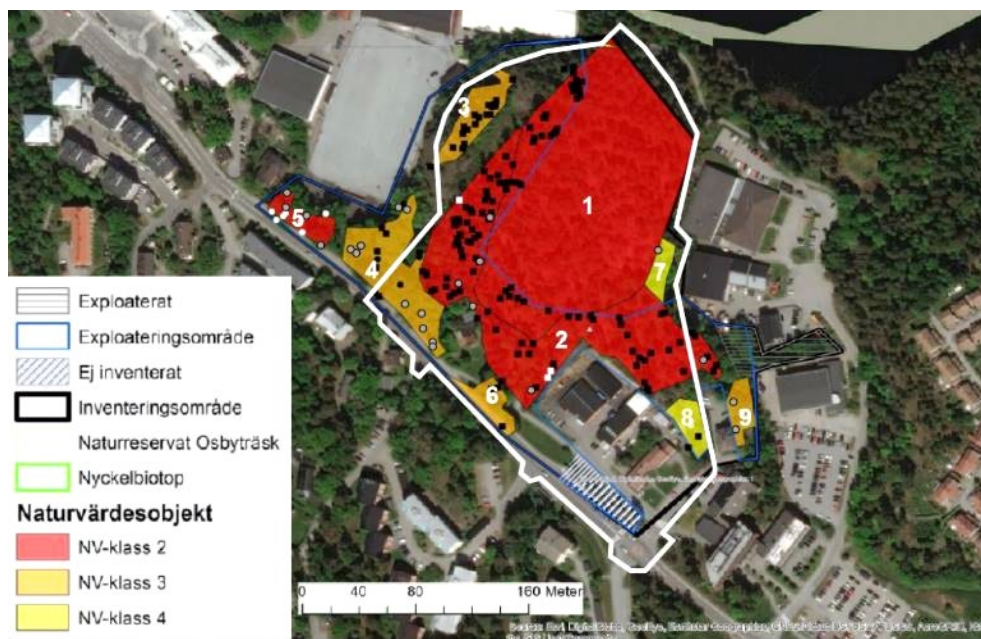 3
1
5
4
7
2
6
8
9
Exploaterat
Exploateringsområde
Ej inventerat
Inventeringsområde
Naturreservat Osbyträsk
Nyckelbiotop
Naturvärdesobjekt
NV-klass 2
NV-klass 3
NV-klass 4
0 40 80 160 Meter